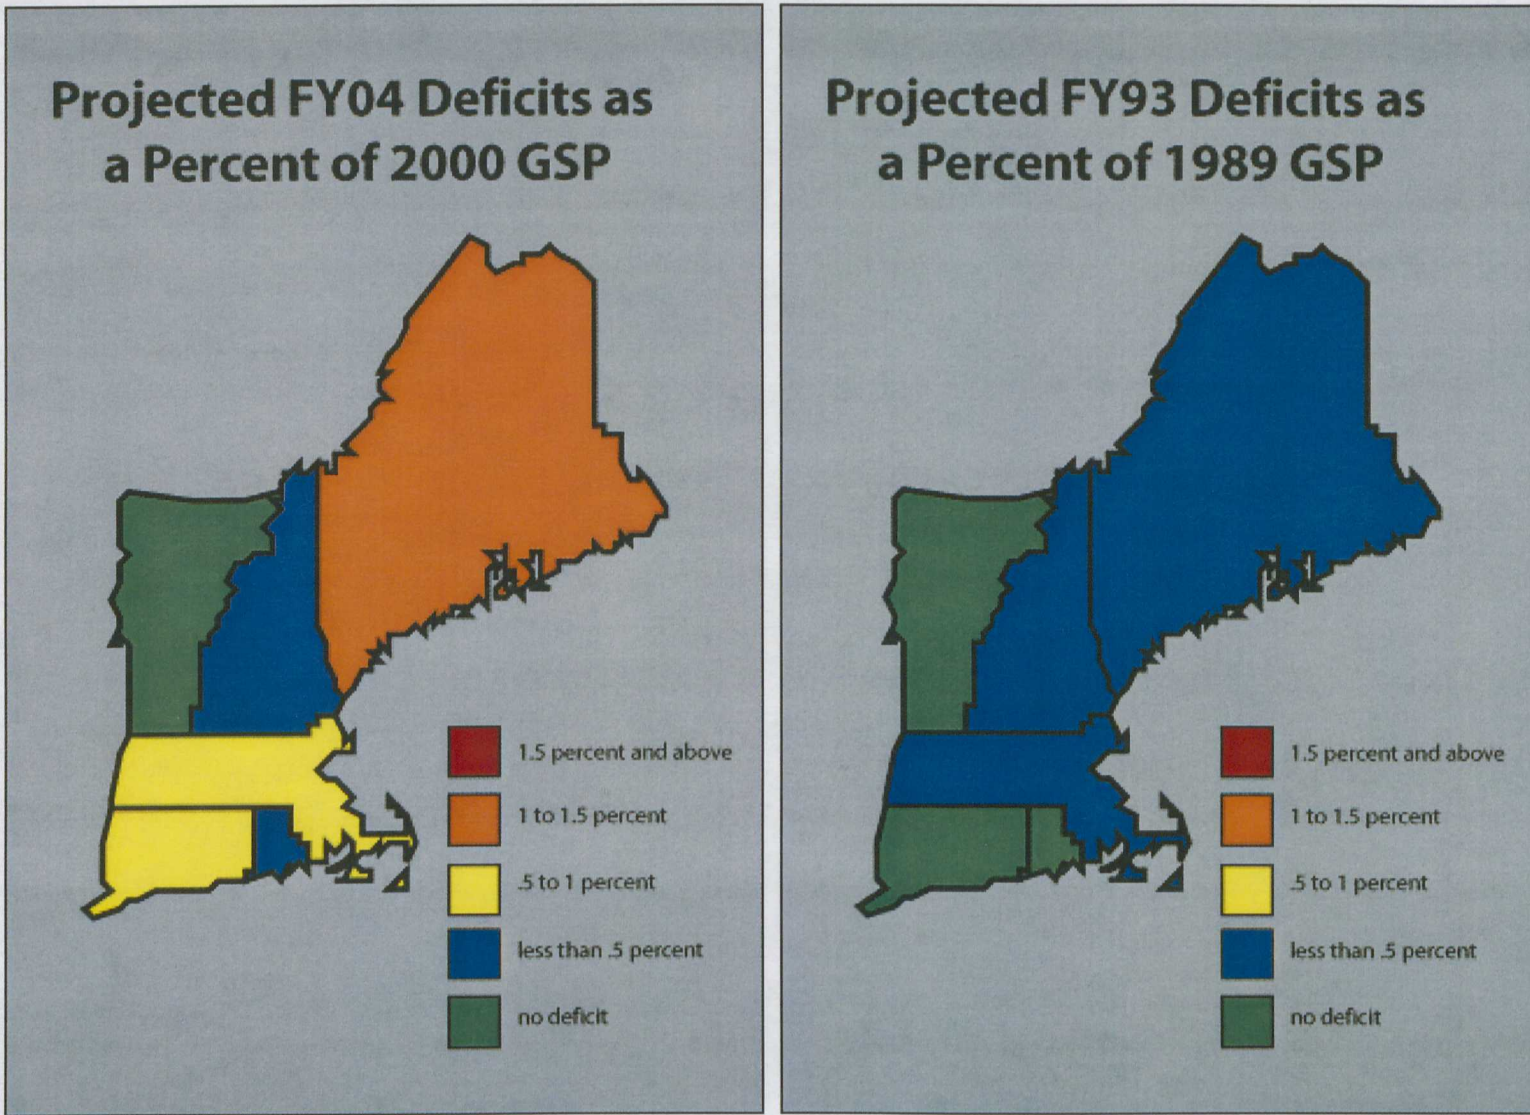 Projected FY04 Deficits as
a Percent of 2000 GSP
1.5 percent and above
1 to 1.5 percent
.5 to 1 percent
less than .5 percent
no deficit
Projected FY93 Deficits as
a Percent of 1989 GSP
1.5 percent and above
1 to 1.5 percent
.5 to 1 percent
less than .5 percent
no deficit